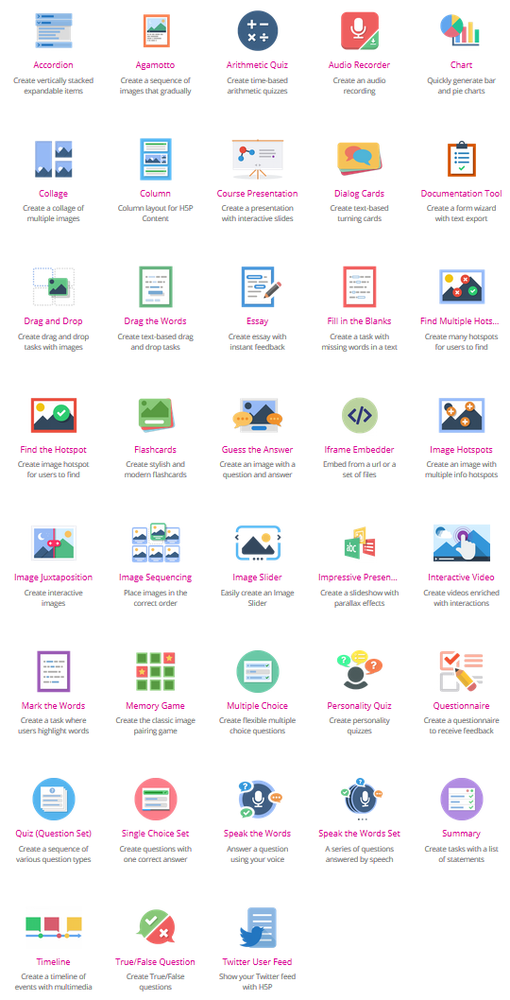 Accordion
Create vertically stacked
expandable items
Agamotto
Create a sequence of
images that gradually
Arithmetic Quiz
Create time-based
arithmetic quizzes
Audio Recorder
Create an audio
recording
Chart
Quickly generate bar
and pie charts
Collage
Create a collage of
multiple images
Column
Column layout for H5P
Content
Course Presentation
Create a presentation
with interactive slides
Dialog Cards
Create text-based
turning cards
Documentation Tool
Create a form wizard
with text export
Drag and Drop
Create drag and drop
tasks with images
Drag the Words
Create text-based drag
and drop tasks
Essay
Create essay with
instant feedback
Fill in the Blanks
Create a task with
missing words in a text
Find Multiple Hots...
Create many hotspots
for users to find
Find the Hotspot
Create image hotspot
for users to find
Flashcards
Create stylish and
modern flashcards
Guess the Answer
Create an image with a
question and answer
Iframe Embedder
Embed from a url or a
set of files
Image Hotspots
Create an image with
multiple info hotspots
Image Juxtaposition
Create interactive
images
Image Sequencing
Place images in the
correct order
Image Slider
Easily create an Image
Slider
abc
Impressive Presen...
Create a slideshow with
parallax effects
Interactive Video
Create videos enriched
with interactions
Mark the Words
Create a task where
users highlight words
Memory Game
Create the classic image
pairing game
Multiple Choice
Create flexible multiple
choice questions
Personality Quiz
Create personality
quizzes
Questionnaire
Create a questionnaire
to receive feedback
Quiz (Question Set)
Create a sequence of
various question types
Single Choice Set
Create questions with
one correct answer
Speak the Words
Answer a question
using your voice
Speak the Words Set
A series of questions
answered by speech
Summary
Create tasks with a list
of statements
Timeline
Create a timeline of
events with multimedia
True/False Question
Create True/False
questions
Twitter User Feed
Show your Twitter feed
with H5P